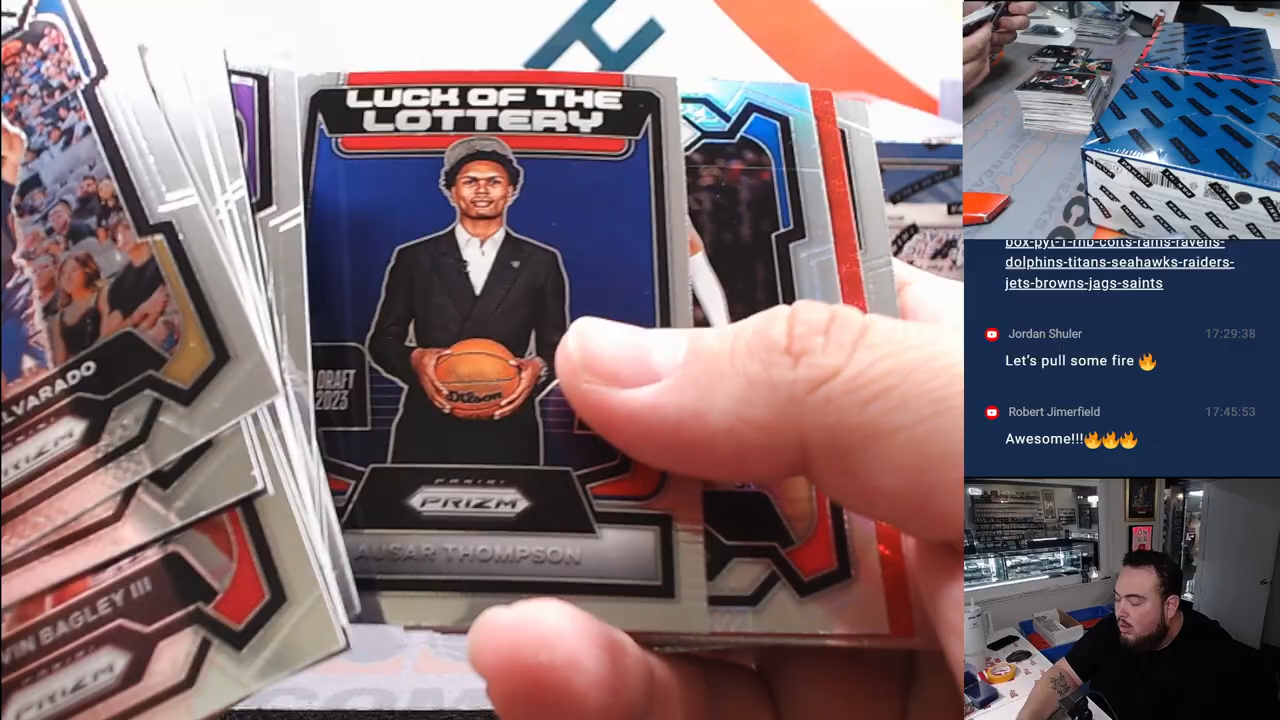 LUCK OF THE
LOTTERY
DRAFT
2023
Wilson
PANINI
PRIZM
AUSAR THOMPSON
ALVARADO
PRIZM
VIN BAGLEY III
PANINI
PRIZM
box-pyt-1-rnb-colts-rams-ravens-
dolphins-titans-seahawks-raiders-
jets-browns-jags-saints
Jordan Shuler 17:29:38
Let's pull some fire 🔥
Robert Jimerfield 17:45:53
Awesome!!!🔥🔥🔥